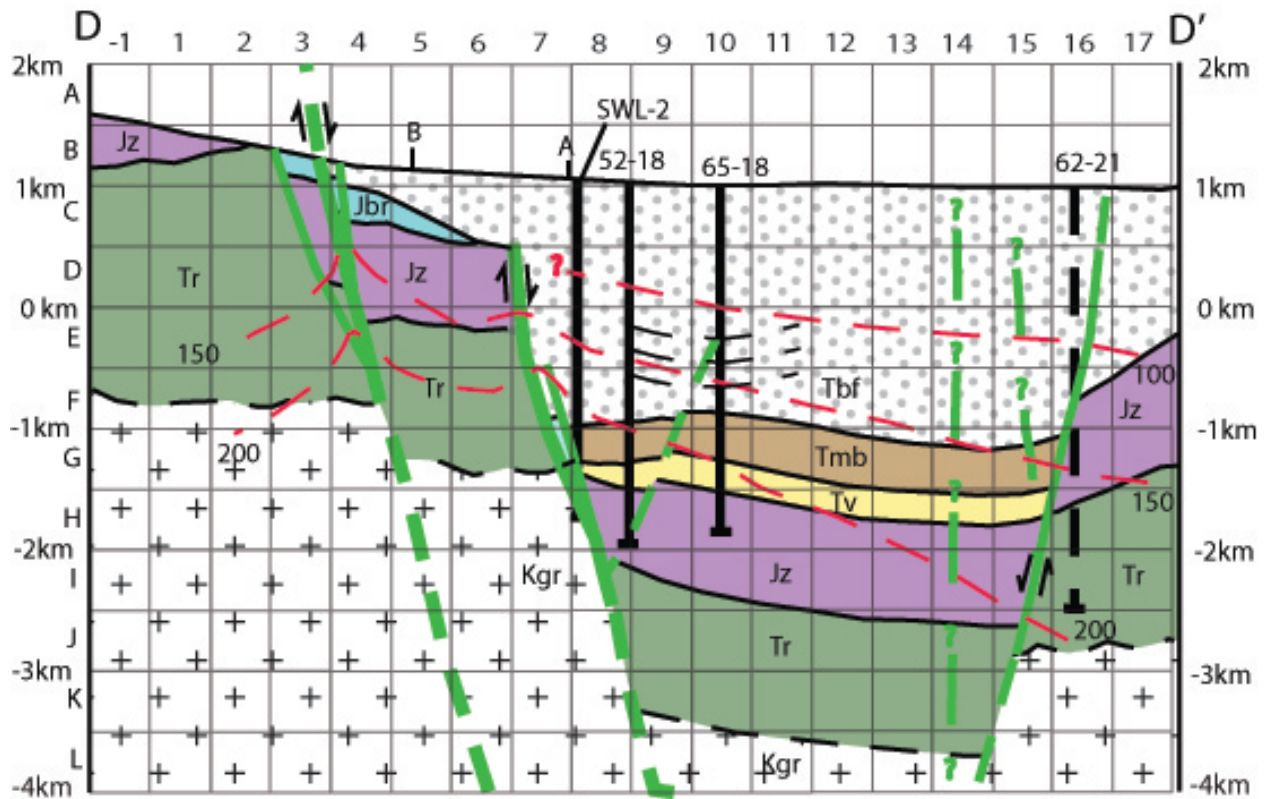 D -1 1 2 3 4 5 6 7 8 9 10 11 12 13 14 15 16 17 D’
2km 2km
A
SWL-2
Jz B B A 52-18 65-18 62-21
1km 1km
C Jbr ?
Tr D Jz ? ?
0 km 0 km
E
150 Tr ? 100
F Tbf ? Jz
-1km -1km
200 G Tmb
Tv ? 150
H
-2km -2km
I Kgr Jz Tr
J Tr ? 200
-3km -3km
K
L Kgr ?
-4km -4km